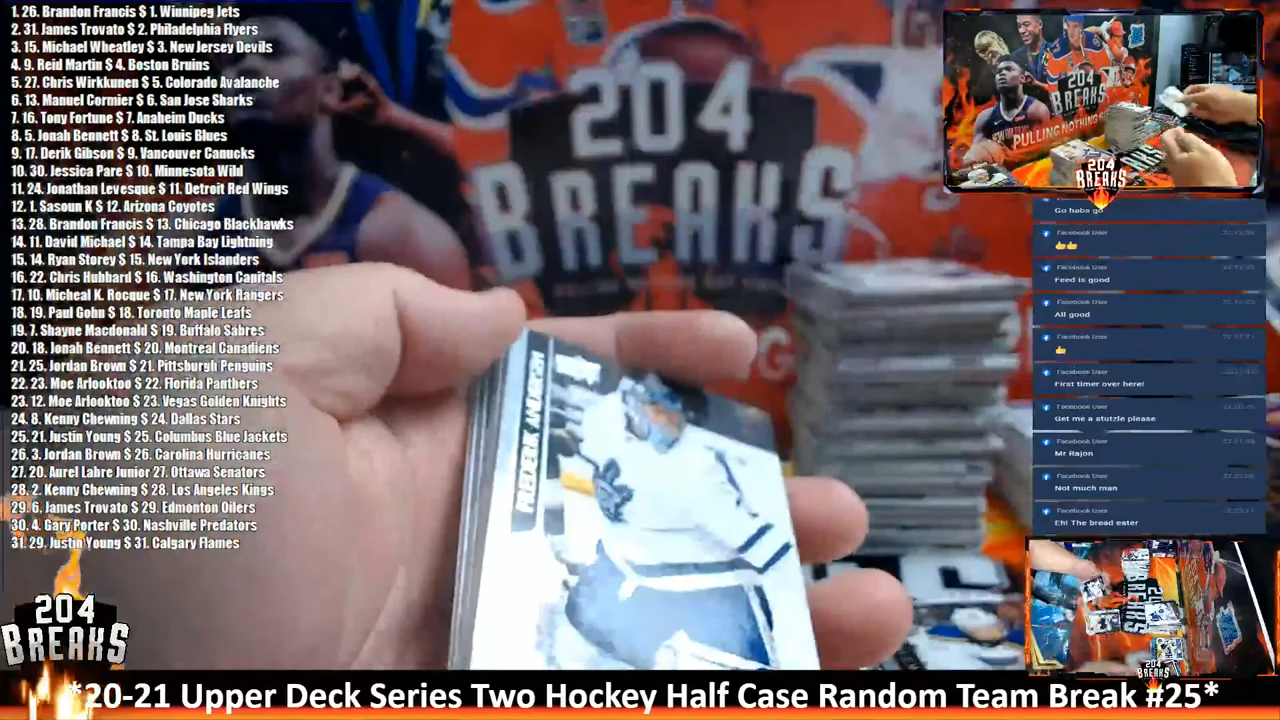 1. 26. Brandon Francis $ 1. Winnipeg Jets
2. 31. James Trovato $ 2. Philadelphia Flyers
3. 15. Michael Wheatley $ 3. New Jersey Devils
4. 9. Reid Martin $ 4. Boston Bruins
5. 27. Chris Wirkkunen $ 5. Colorado Avalanche
6. 13. Manuel Cormier $ 6. San Jose Sharks
7. 16. Tony Fortune $ 7. Anaheim Ducks
8. 5. Jonah Bennett $ 8. St. Louis Blues
9. 17. Derik Gibson $ 9. Vancouver Canucks
10. 30. Jessica Pare $ 10. Minnesota Wild
11. 24. Jonathan Levesque $ 11. Detroit Red Wings
12. 1. Sasoun K $ 12. Arizona Coyotes
13. 28. Brandon Francis $ 13. Chicago Blackhawks
14. 11. David Michael $ 14. Tampa Bay Lightning
15. 14. Ryan Storey $ 15. New York Islanders
16. 22. Chris Hubbard $ 16. Washington Capitals
17. 10. Micheal K. Rocque $ 17. New York Rangers
18. 19. Paul Gohn $ 18. Toronto Maple Leafs
19. 7. Shayne Macdonald $ 19. Buffalo Sabres
20. 18. Jonah Bennett $ 20. Montreal Canadiens
21. 25. Jordan Brown $ 21. Pittsburgh Penguins
22. 23. Moe Arlooktoo $ 22. Florida Panthers
23. 12. Moe Arlooktoo $ 23. Vegas Golden Knights
24. 8. Kenny Chewning $ 24. Dallas Stars
25. 21. Justin Young $ 25. Columbus Blue Jackets
26. 3. Jordan Brown $ 26. Carolina Hurricanes
27. 20. Aurel Labre Junior 27. Ottawa Senators
28. 2. Kenny Chewning $ 28. Los Angeles Kings
29. 6. James Trovato $ 29. Edmonton Oilers
30. 4. Gary Porter $ 30. Nashville Predators
31. 29. Justin Young $ 31. Calgary Flames
204
BREAKS
204
BREAKS
FREDERIK ANDERSEN
204
BREAKS
PULLING NOTHING
204
BREAKS
Go habs go
Facebook User
👍👍
Facebook User
Feed is good
Facebook User
All good
Facebook User
👍
Facebook User
First timer over here!
Facebook User
Get me a stutzle please
Facebook User
Mr Rajon
Facebook User
Not much man
Facebook User
Eh! The bread eater
204
BREAKS
204
BREAKS
*20-21 Upper Deck Series Two Hockey Half Case Random Team Break #25*